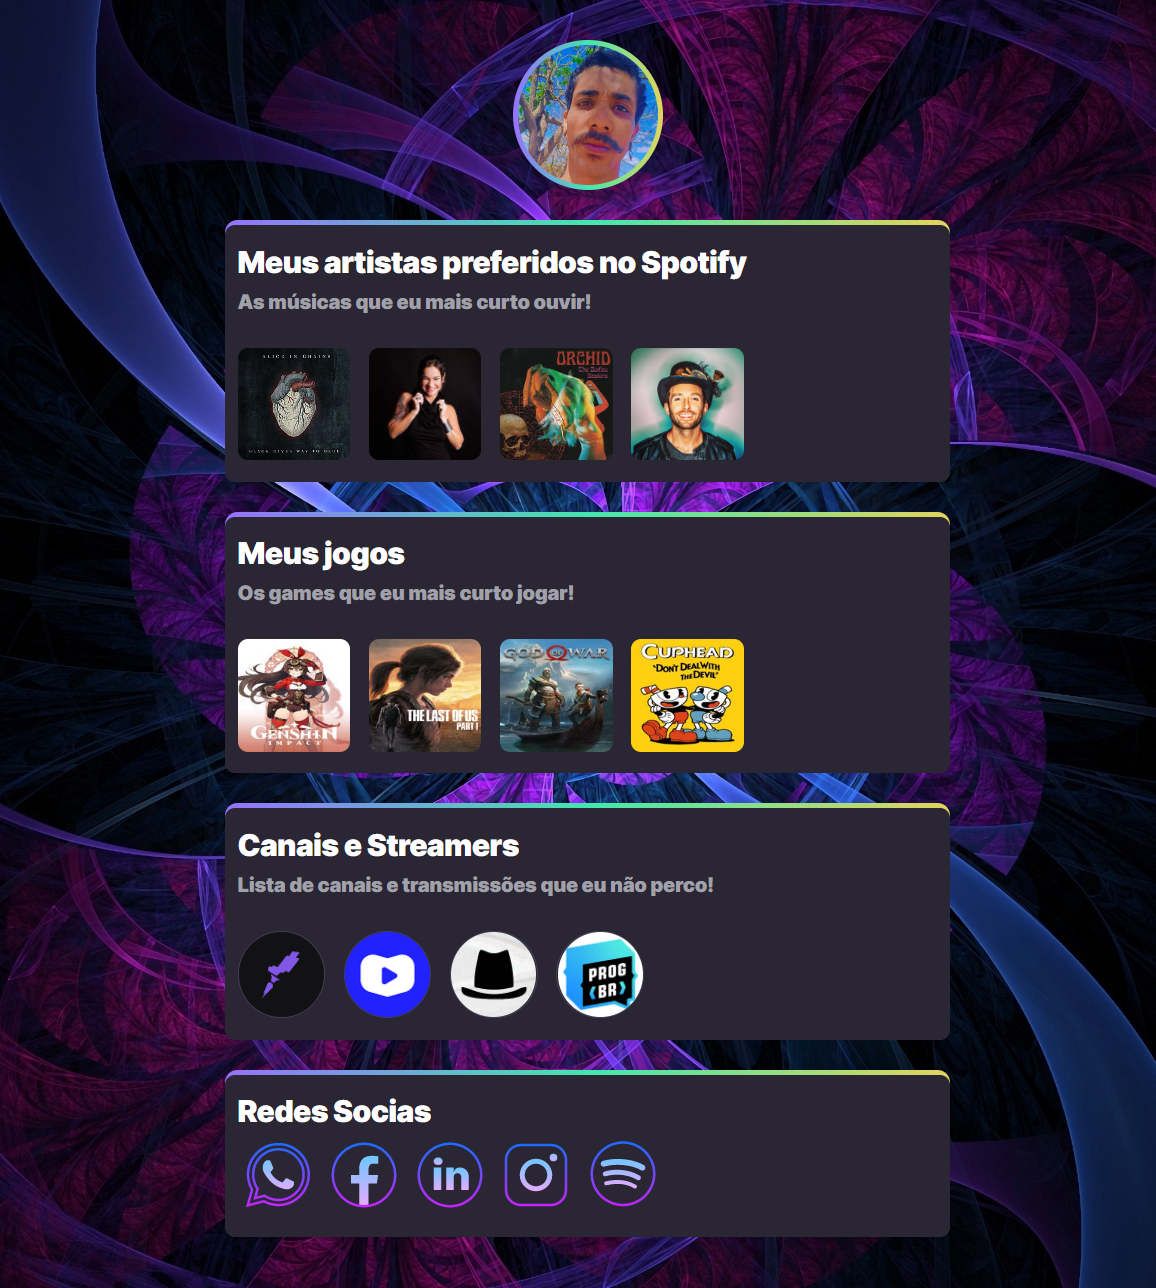 Meus artistas preferidos no Spotify
As músicas que eu mais curto ouvir!
ALICE IN CHAINS
BLACK GIVES WAY TO BLUE
ORCHID
The Zodiac
Sessions
Meus jogos
Os games que eu mais curto jogar!
GENSHIN
IMPACT
THE LAST OF US
PART I
GOD OF WAR
CUPHEAD
"DON'T DEAL WITH
THE DEVIL"
Canais e Streamers
Lista de canais e transmissões que eu não perco!
PROG
BR
Redes Socias
in